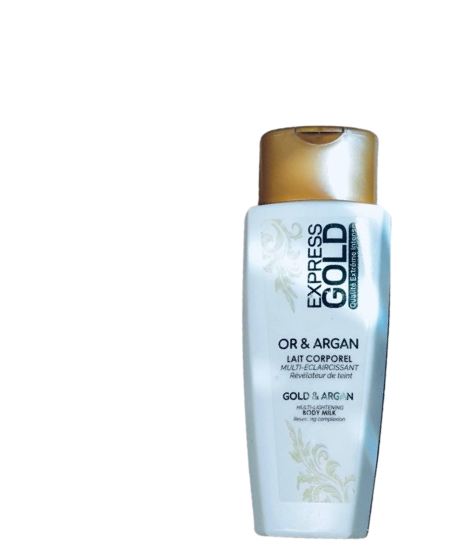 EXPRESS
GOLD
Qualité Extrême Intense
OR & ARGAN
LAIT CORPOREL
MULTI-ECLAIRCISSANT
Révélateur de teint
GOLD & ARGAN
MULTI-LIGHTENING
BODY MILK
complexion